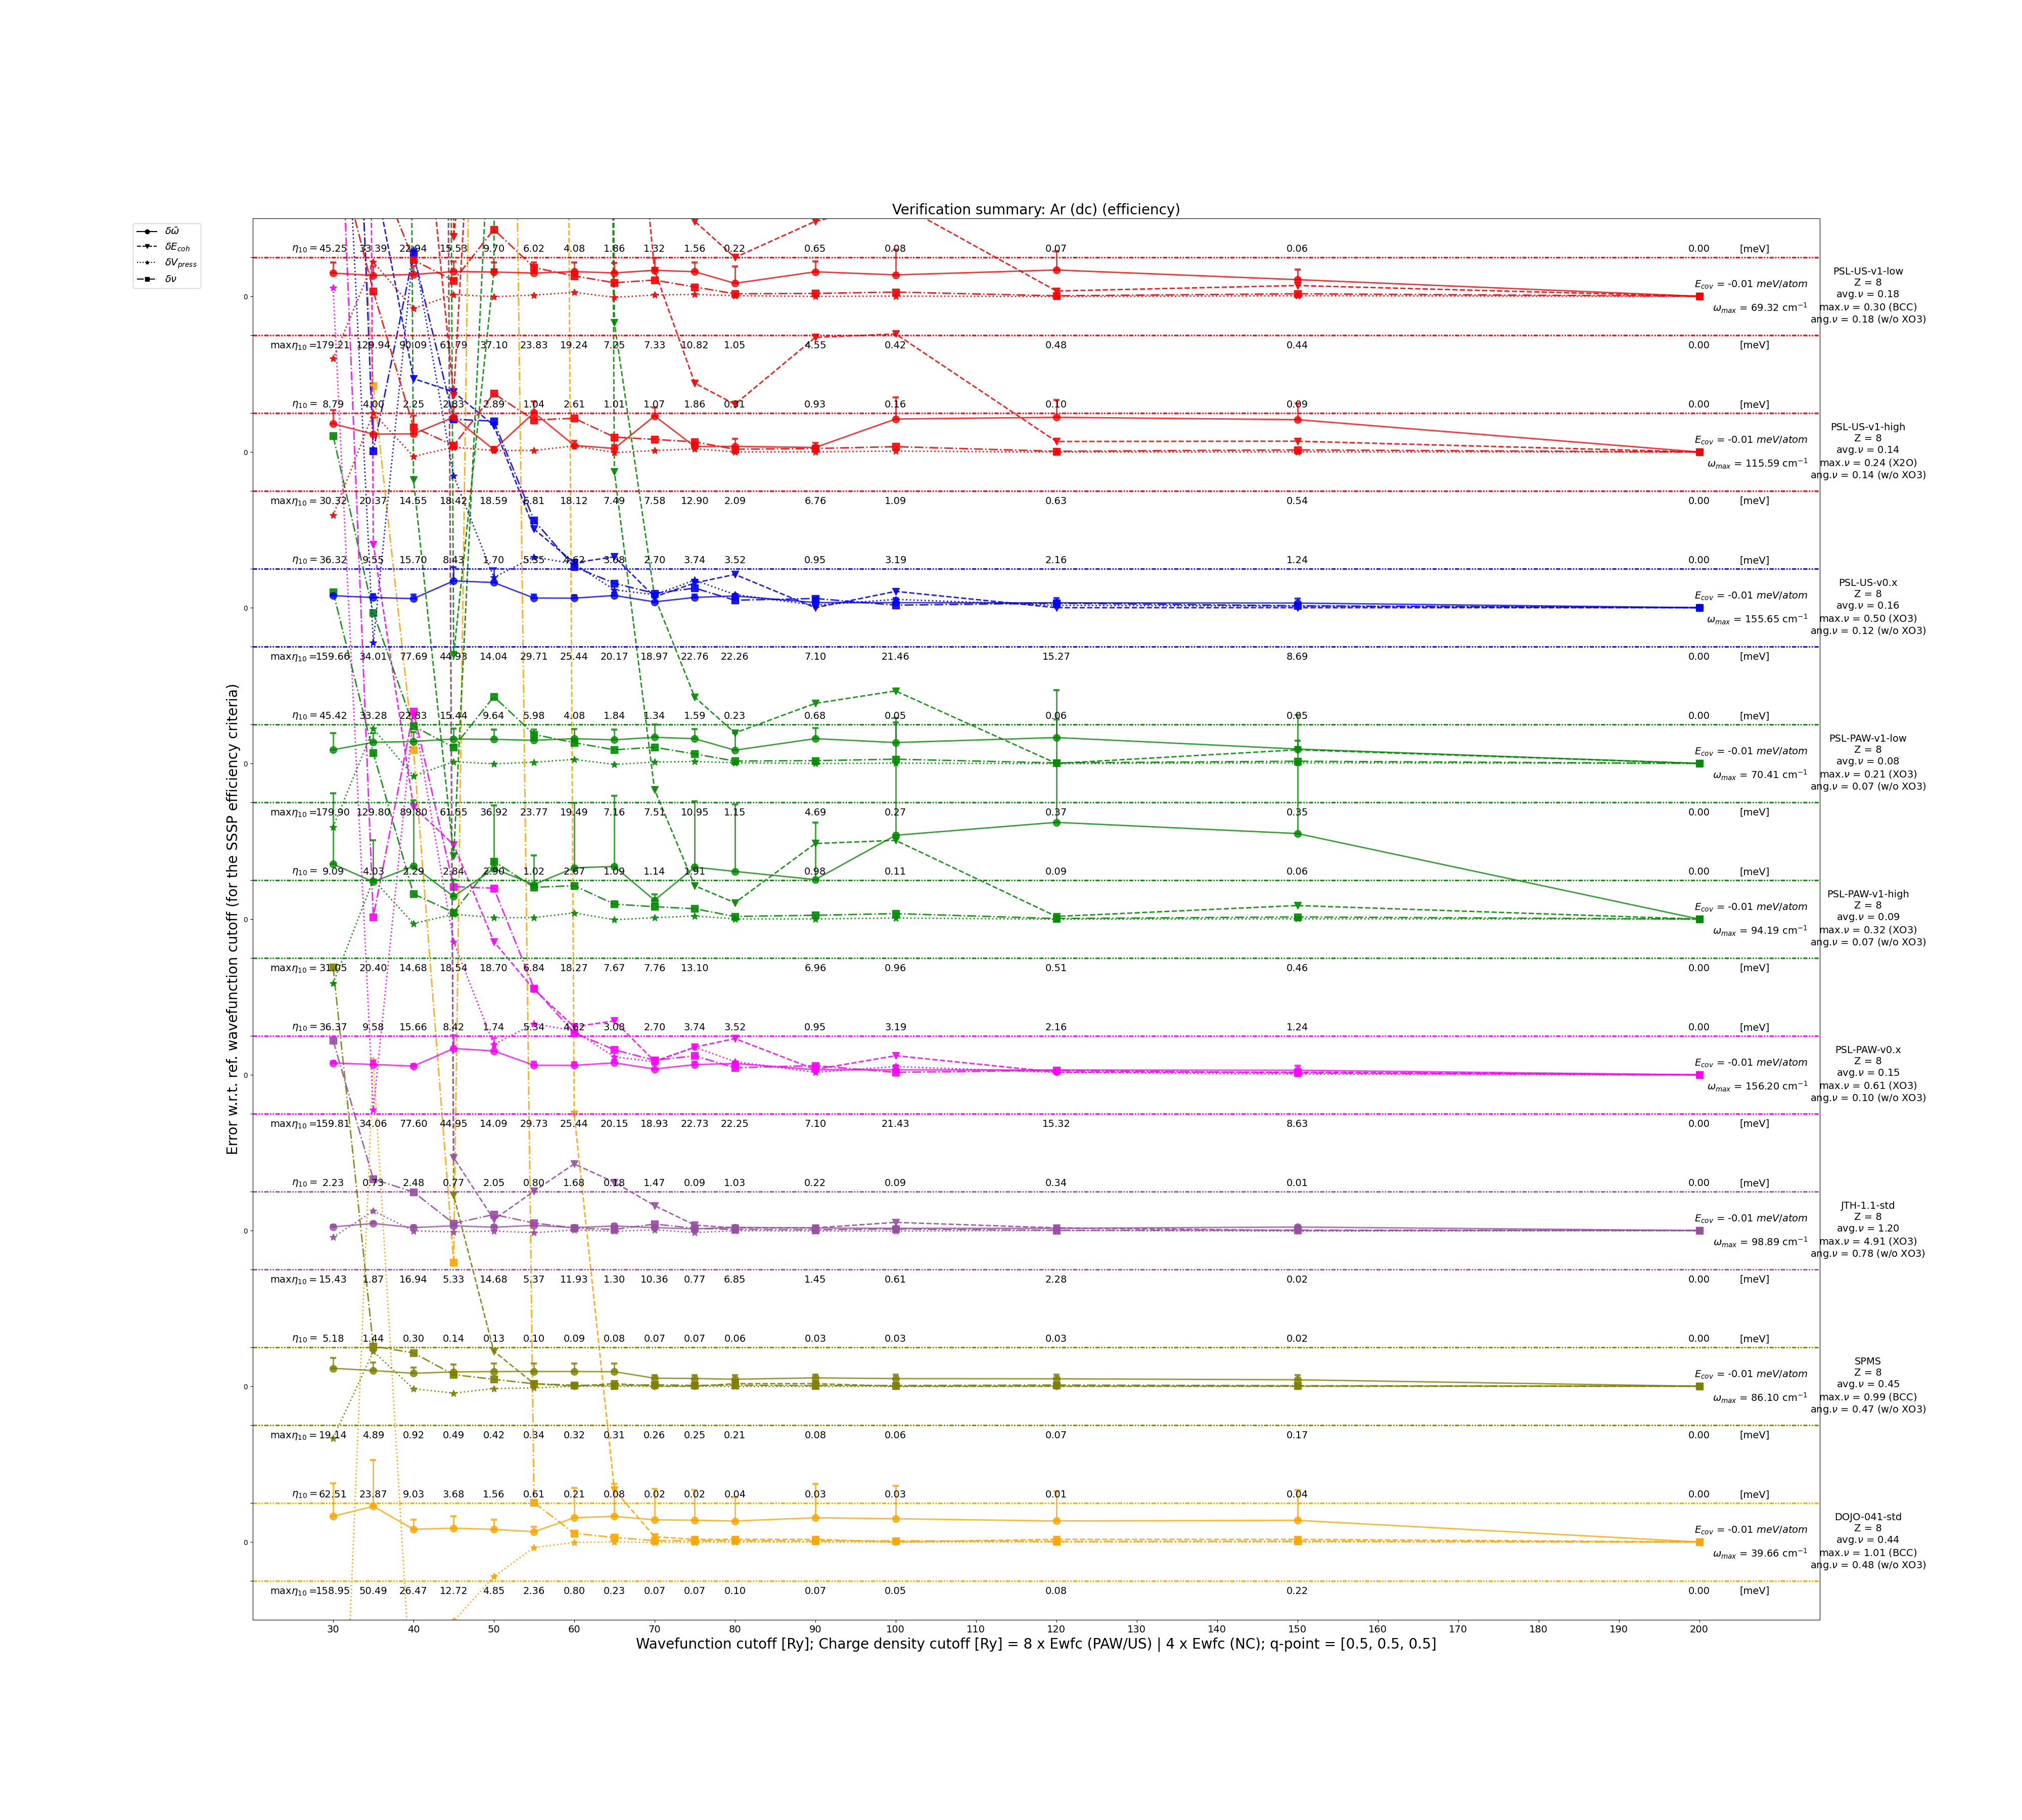 Verification summary: Ar (dc) (efficiency)
δω̄
δE_coh
δV_press
δν
η₁₀ = 45.25 33.39 22.94 15.53 9.70 6.02 4.08 1.86 1.32 1.56 0.22 0.65 0.08 0.07 0.06 0.00 [meV]
0
E_cov = -0.01 meV/atom
ω_max = 69.32 cm⁻¹
PSL-US-v1-low
Z = 8
avg.ν = 0.18
max.ν = 0.30 (BCC)
ang.ν = 0.18 (w/o XO3)
maxη₁₀ =179.21 129.94 90.09 61.79 37.10 23.83 19.24 7.25 7.33 10.82 1.05 4.55 0.42 0.48 0.44 0.00 [meV]
η₁₀ = 8.79 4.00 2.25 2.83 2.89 1.04 2.61 1.01 1.07 1.86 0.91 0.93 0.16 0.10 0.09 0.00 [meV]
0
E_cov = -0.01 meV/atom
ω_max = 115.59 cm⁻¹
PSL-US-v1-high
Z = 8
avg.ν = 0.14
max.ν = 0.24 (X2O)
ang.ν = 0.14 (w/o XO3)
maxη₁₀ =30.32 20.37 14.55 18.42 18.59 6.81 18.12 7.49 7.58 12.90 2.09 6.76 1.09 0.63 0.54 0.00 [meV]
η₁₀ = 36.32 9.55 15.70 8.43 1.70 5.35 4.62 3.08 2.70 3.74 3.52 0.95 3.19 2.16 1.24 0.00 [meV]
0
E_cov = -0.01 meV/atom
ω_max = 155.65 cm⁻¹
PSL-US-v0.x
Z = 8
avg.ν = 0.16
max.ν = 0.50 (XO3)
ang.ν = 0.12 (w/o XO3)
maxη₁₀ =159.66 34.01 77.69 44.93 14.04 29.71 25.44 20.17 18.97 22.76 22.26 7.10 21.46 15.27 8.69 0.00 [meV]
η₁₀ = 45.42 33.28 22.83 15.44 9.64 5.98 4.08 1.84 1.34 1.59 0.23 0.68 0.05 0.06 0.05 0.00 [meV]
0
E_cov = -0.01 meV/atom
ω_max = 70.41 cm⁻¹
PSL-PAW-v1-low
Z = 8
avg.ν = 0.08
max.ν = 0.21 (XO3)
ang.ν = 0.07 (w/o XO3)
maxη₁₀ =179.90 129.80 89.80 61.55 36.92 23.77 19.49 7.16 7.51 10.95 1.15 4.69 0.27 0.37 0.35 0.00 [meV]
η₁₀ = 9.09 4.03 2.29 2.84 2.90 1.02 2.67 1.09 1.14 1.91 0.98 0.11 0.09 0.06 0.00 [meV]
0
E_cov = -0.01 meV/atom
ω_max = 94.19 cm⁻¹
PSL-PAW-v1-high
Z = 8
avg.ν = 0.09
max.ν = 0.32 (XO3)
ang.ν = 0.07 (w/o XO3)
maxη₁₀ =31.05 20.40 14.68 18.54 18.70 6.84 18.27 7.67 7.76 13.10 6.96 0.96 0.51 0.46 0.00 [meV]
η₁₀ = 36.37 9.58 15.66 8.42 1.74 5.34 4.62 3.08 2.70 3.74 3.52 0.95 3.19 2.16 1.24 0.00 [meV]
0
E_cov = -0.01 meV/atom
ω_max = 156.20 cm⁻¹
PSL-PAW-v0.x
Z = 8
avg.ν = 0.15
max.ν = 0.61 (XO3)
ang.ν = 0.10 (w/o XO3)
maxη₁₀ =159.81 34.06 77.60 44.95 14.09 29.73 25.44 20.15 18.93 22.73 22.25 7.10 21.43 15.32 8.63 0.00 [meV]
η₁₀ = 2.23 0.73 2.48 0.77 2.05 0.80 1.68 0.18 1.47 0.09 1.03 0.22 0.09 0.34 0.01 0.00 [meV]
0
E_cov = -0.01 meV/atom
ω_max = 98.89 cm⁻¹
JTH-1.1-std
Z = 8
avg.ν = 1.20
max.ν = 4.91 (XO3)
ang.ν = 0.78 (w/o XO3)
maxη₁₀ = 15.43 1.87 16.94 5.33 14.68 5.37 11.93 1.30 10.36 0.77 6.85 1.45 0.61 2.28 0.02 0.00 [meV]
η₁₀ = 5.18 1.44 0.30 0.14 0.13 0.10 0.09 0.08 0.07 0.07 0.06 0.03 0.03 0.03 0.02 0.00 [meV]
0
E_cov = -0.01 meV/atom
ω_max = 86.10 cm⁻¹
SPMS
Z = 8
avg.ν = 0.45
max.ν = 0.99 (BCC)
ang.ν = 0.47 (w/o XO3)
maxη₁₀ = 19.14 4.89 0.92 0.49 0.42 0.34 0.32 0.31 0.26 0.25 0.21 0.08 0.06 0.07 0.17 0.00 [meV]
η₁₀ = 62.51 23.87 9.03 3.68 1.56 0.61 0.21 0.08 0.02 0.02 0.04 0.03 0.03 0.01 0.04 0.00 [meV]
0
E_cov = -0.01 meV/atom
ω_max = 39.66 cm⁻¹
DOJO-041-std
Z = 8
avg.ν = 0.44
max.ν = 1.01 (BCC)
ang.ν = 0.48 (w/o XO3)
maxη₁₀ =158.95 50.49 26.47 12.72 4.85 2.36 0.80 0.23 0.07 0.07 0.10 0.07 0.05 0.08 0.22 0.00 [meV]
30 40 50 60 70 80 90 100 110 120 130 140 150 160 170 180 190 200
Wavefunction cutoff [Ry]; Charge density cutoff [Ry] = 8 x Ewfc (PAW/US) | 4 x Ewfc (NC); q-point = [0.5, 0.5, 0.5]
Error w.r.t. ref. wavefunction cutoff (for the SSSP efficiency criteria)